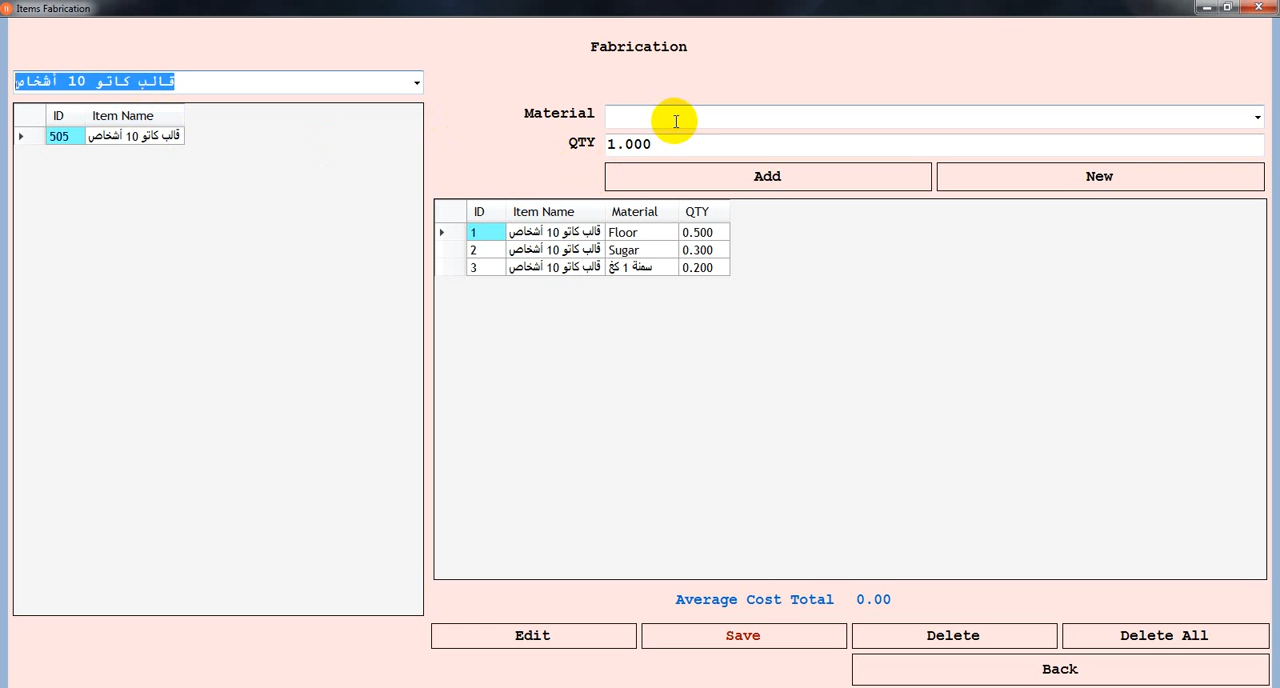 Items Fabrication
Fabrication
قالب كاتو 10 أشخاص
ID Item Name
505 قالب كاتو 10 أشخاص
Material
QTY 1.000
Add New
ID Item Name Material QTY
1 قالب كاتو 10 أشخاص Floor 0.500
2 قالب كاتو 10 أشخاص Sugar 0.300
3 قالب كاتو 10 أشخاص سمنة 1 كغ 0.200
Average Cost Total 0.00
Edit Save Delete Delete All
Back